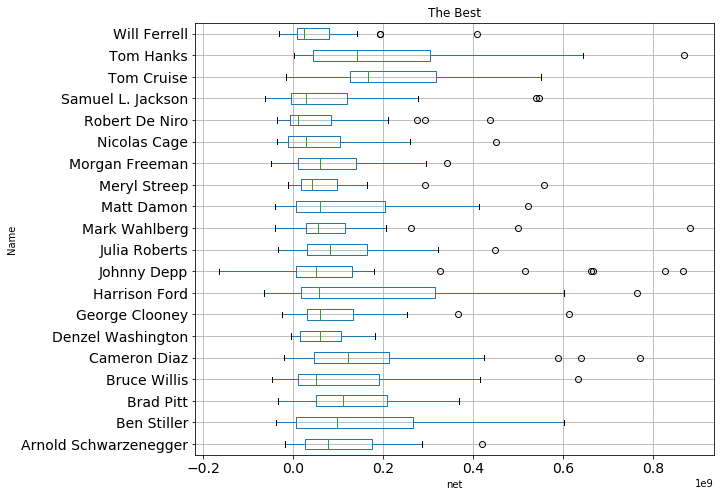 The Best
Name
Will Ferrell
Tom Hanks
Tom Cruise
Samuel L. Jackson
Robert De Niro
Nicolas Cage
Morgan Freeman
Meryl Streep
Matt Damon
Mark Wahlberg
Julia Roberts
Johnny Depp
Harrison Ford
George Clooney
Denzel Washington
Cameron Diaz
Bruce Willis
Brad Pitt
Ben Stiller
Arnold Schwarzenegger
−0.2 0.0 0.2 0.4 0.6 0.8
net
1e9